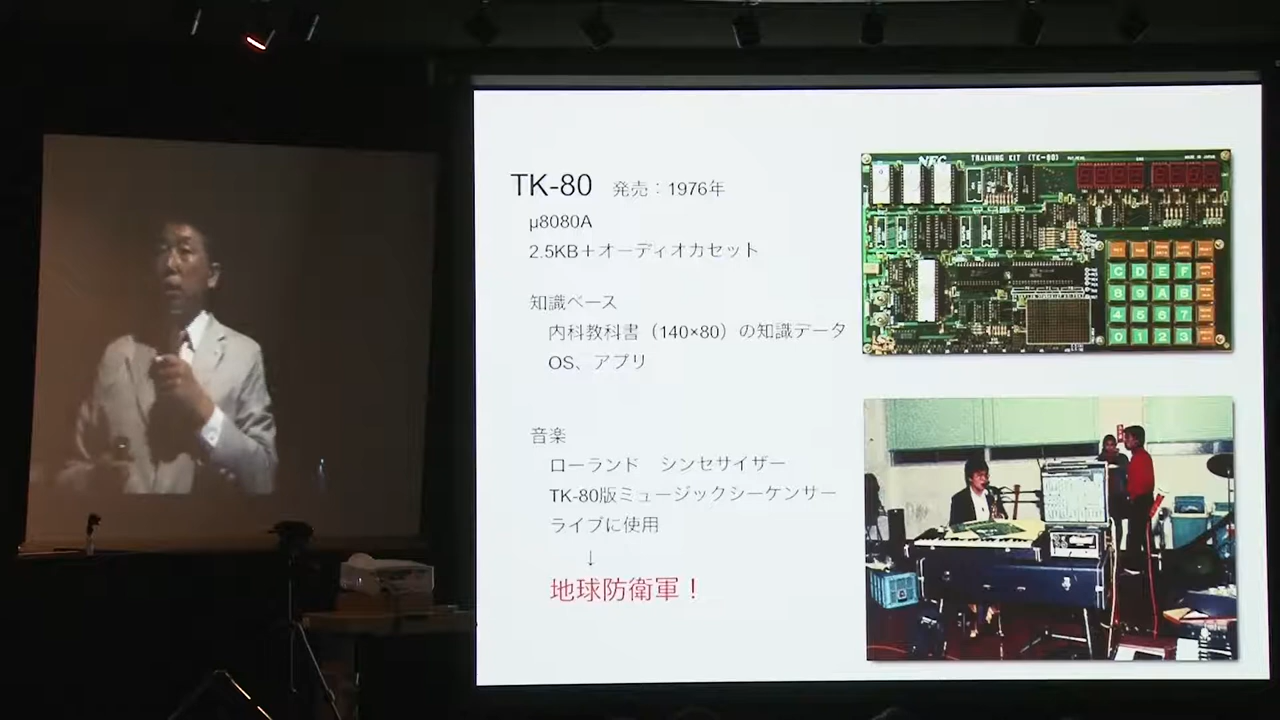 TK-80 発売：1976年
μ8080A
2.5KB＋オーディオカセット
知識ベース
内科教科書（140×80）の知識データ
OS、アプリ
音楽
ローランド　シンセサイザー
TK-80版ミュージックシーケンサー
ライブに使用
↓
地球防衛軍！
NEC TRAINING KIT (TK-80)
C D E F
8 9 A B
4 5 6 7
0 1 2 3